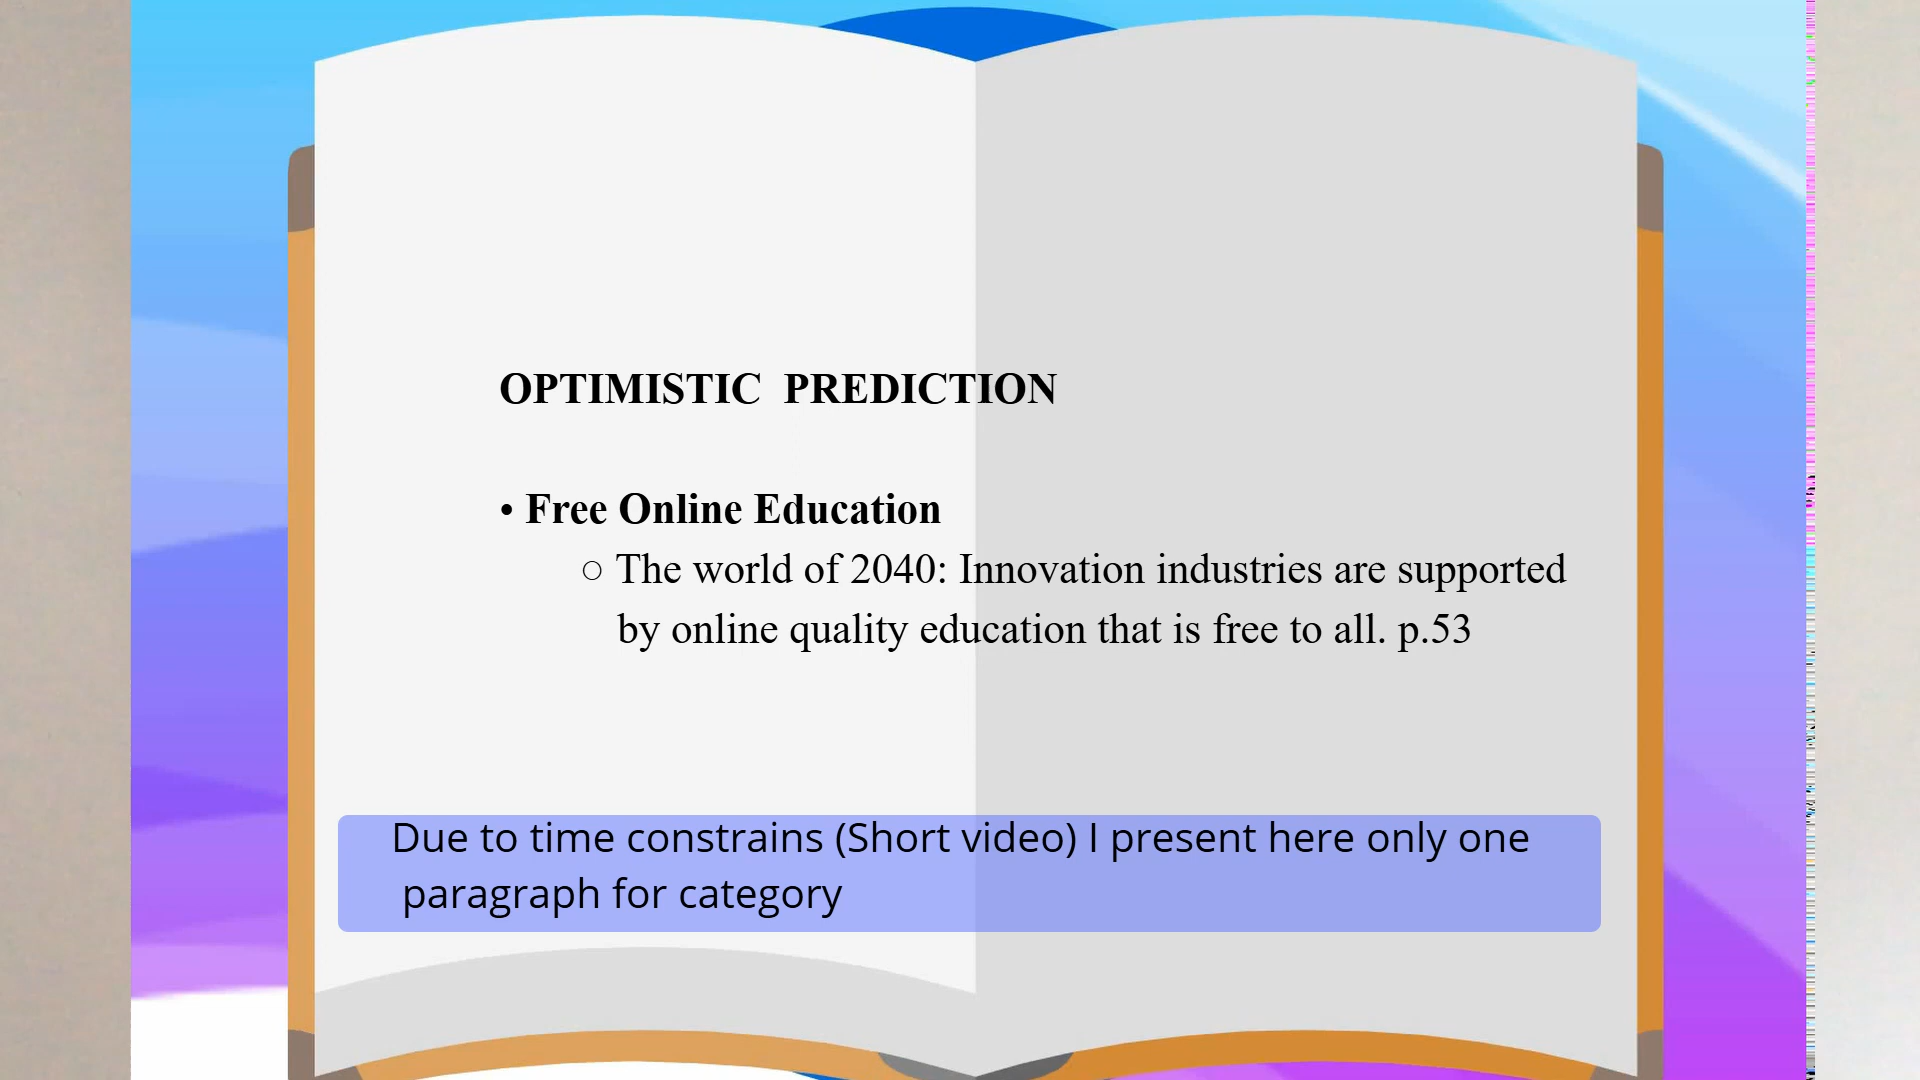 OPTIMISTIC PREDICTION
• Free Online Education
○ The world of 2040: Innovation industries are supported
by online quality education that is free to all. p.53
Due to time constrains (Short video) I present here only one
paragraph for category